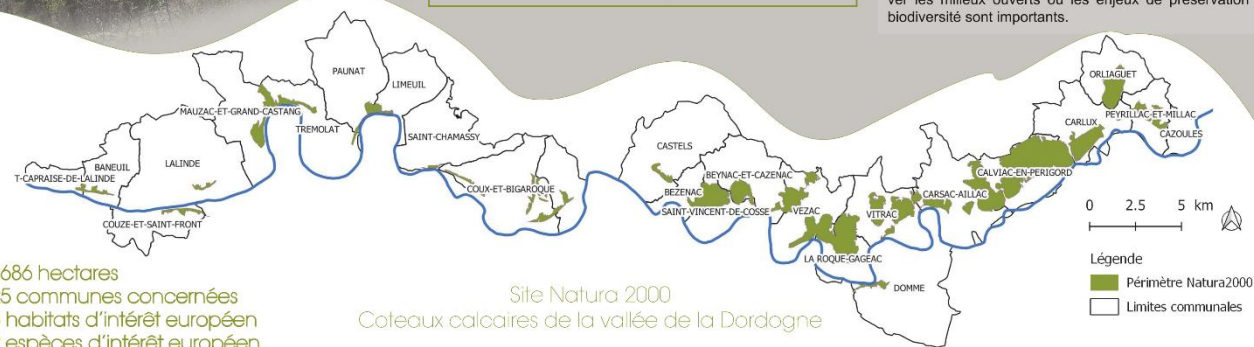 ver les milieux ouverts où les enjeux de préservation
biodiversité sont importants.
ORLIAGUET
PAUNAT
LIMEUIL
MAUZAC-ET-GRAND-CASTANG
PEYRILLAC-ET-MILLAC
CARLUX
TREMOLAT
CAZOULES
SAINT-CHAMASSY
CASTELS
BANEUIL
LALINDE
BEYNAC-ET-CAZENAC
T-CAPRAISE-DE-LALINDE
CALVIAC-EN-PERIGORD
COUX-ET-BIGAROQUE
BEZENAC
CARSAC-AILLAC
SAINT-VINCENT-DE-COSSE
VEZAC
VITRAC
COUZE-ET-SAINT-FRONT
LA ROQUE-GAGEAC
DOMME
0 2.5 5 km
Légende
Périmètre Natura2000
Limites communales
686 hectares
5 communes concernées
habitats d'intérêt européen
espèces d'intérêt européen
Site Natura 2000
Coteaux calcaires de la vallée de la Dordogne